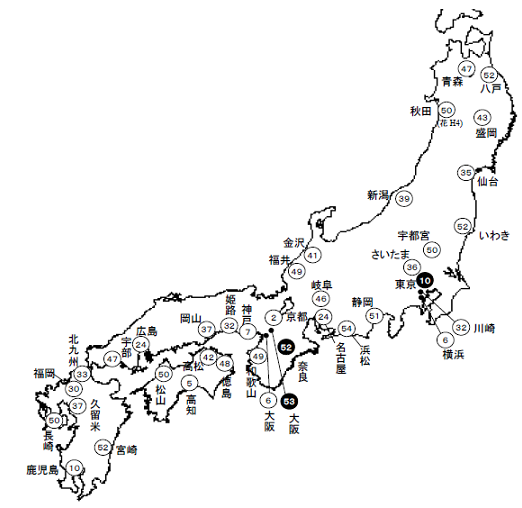 47
青森
52
八戸
秋田
50
(花 H4)
43
盛岡
35
仙台
新潟
39
52
いわき
宇都宮
50
金沢
41
さいたま
36
福井
49
東京
10
岐阜
46
静岡
51
32
川崎
6
横浜
姫路
神戸
岡山
37
32
7
2
京都
24
名古屋
54
浜松
広島
24
宇部
47
北九州
33
52
奈良
高松
42
48
徳島
49
和歌山
福岡
30
50
松山
5
高知
6
大阪
53
大阪
37
久留米
50
長崎
52
宮崎
鹿児島
10